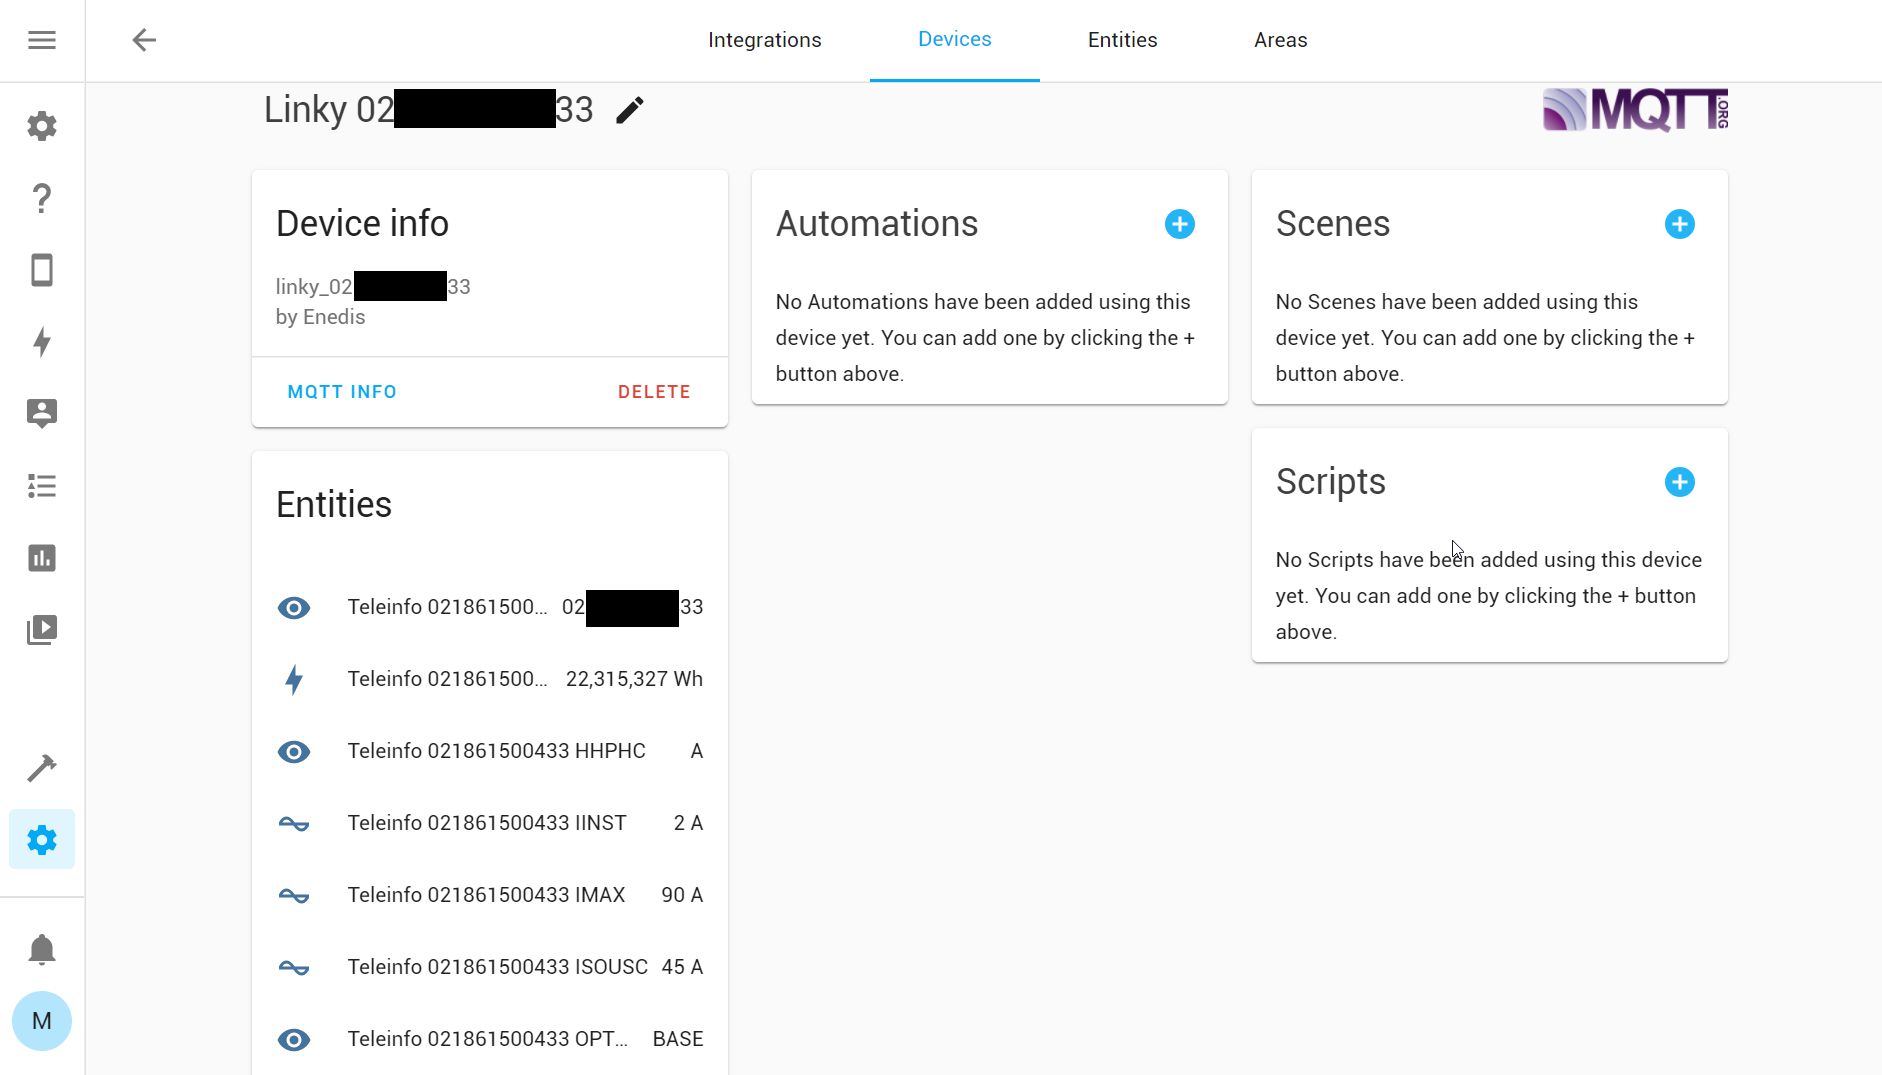 Integrations
Devices
Entities
Areas
Linky 02 33
MQTT.ORG
Device info
linky_02 33
by Enedis
MQTT INFO
DELETE
Automations
No Automations have been added using this
device yet. You can add one by clicking the +
button above.
Scenes
No Scenes have been added using this
device yet. You can add one by clicking the +
button above.
Scripts
No Scripts have been added using this device
yet. You can add one by clicking the + button
above.
Entities
Teleinfo 021861500... 02 33
Teleinfo 021861500... 22,315,327 Wh
Teleinfo 021861500433 HHPHC A
Teleinfo 021861500433 IINST 2 A
Teleinfo 021861500433 IMAX 90 A
Teleinfo 021861500433 ISOUSC 45 A
Teleinfo 021861500433 OPT... BASE
M